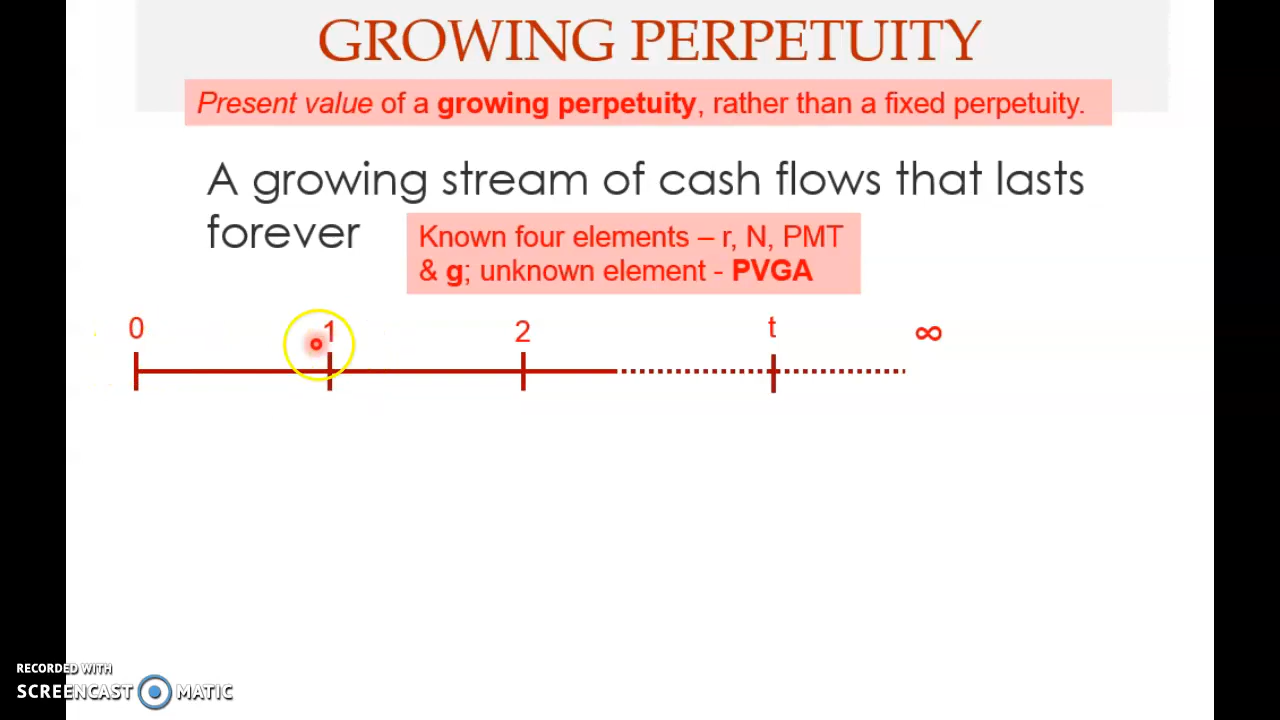 GROWING PERPETUITY
Present value of a growing perpetuity, rather than a fixed perpetuity.
A growing stream of cash flows that lasts
forever
Known four elements – r, N, PMT
& g; unknown element - PVGA
0 1 2 t ∞
RECORDED WITH
SCREENCAST MATIC